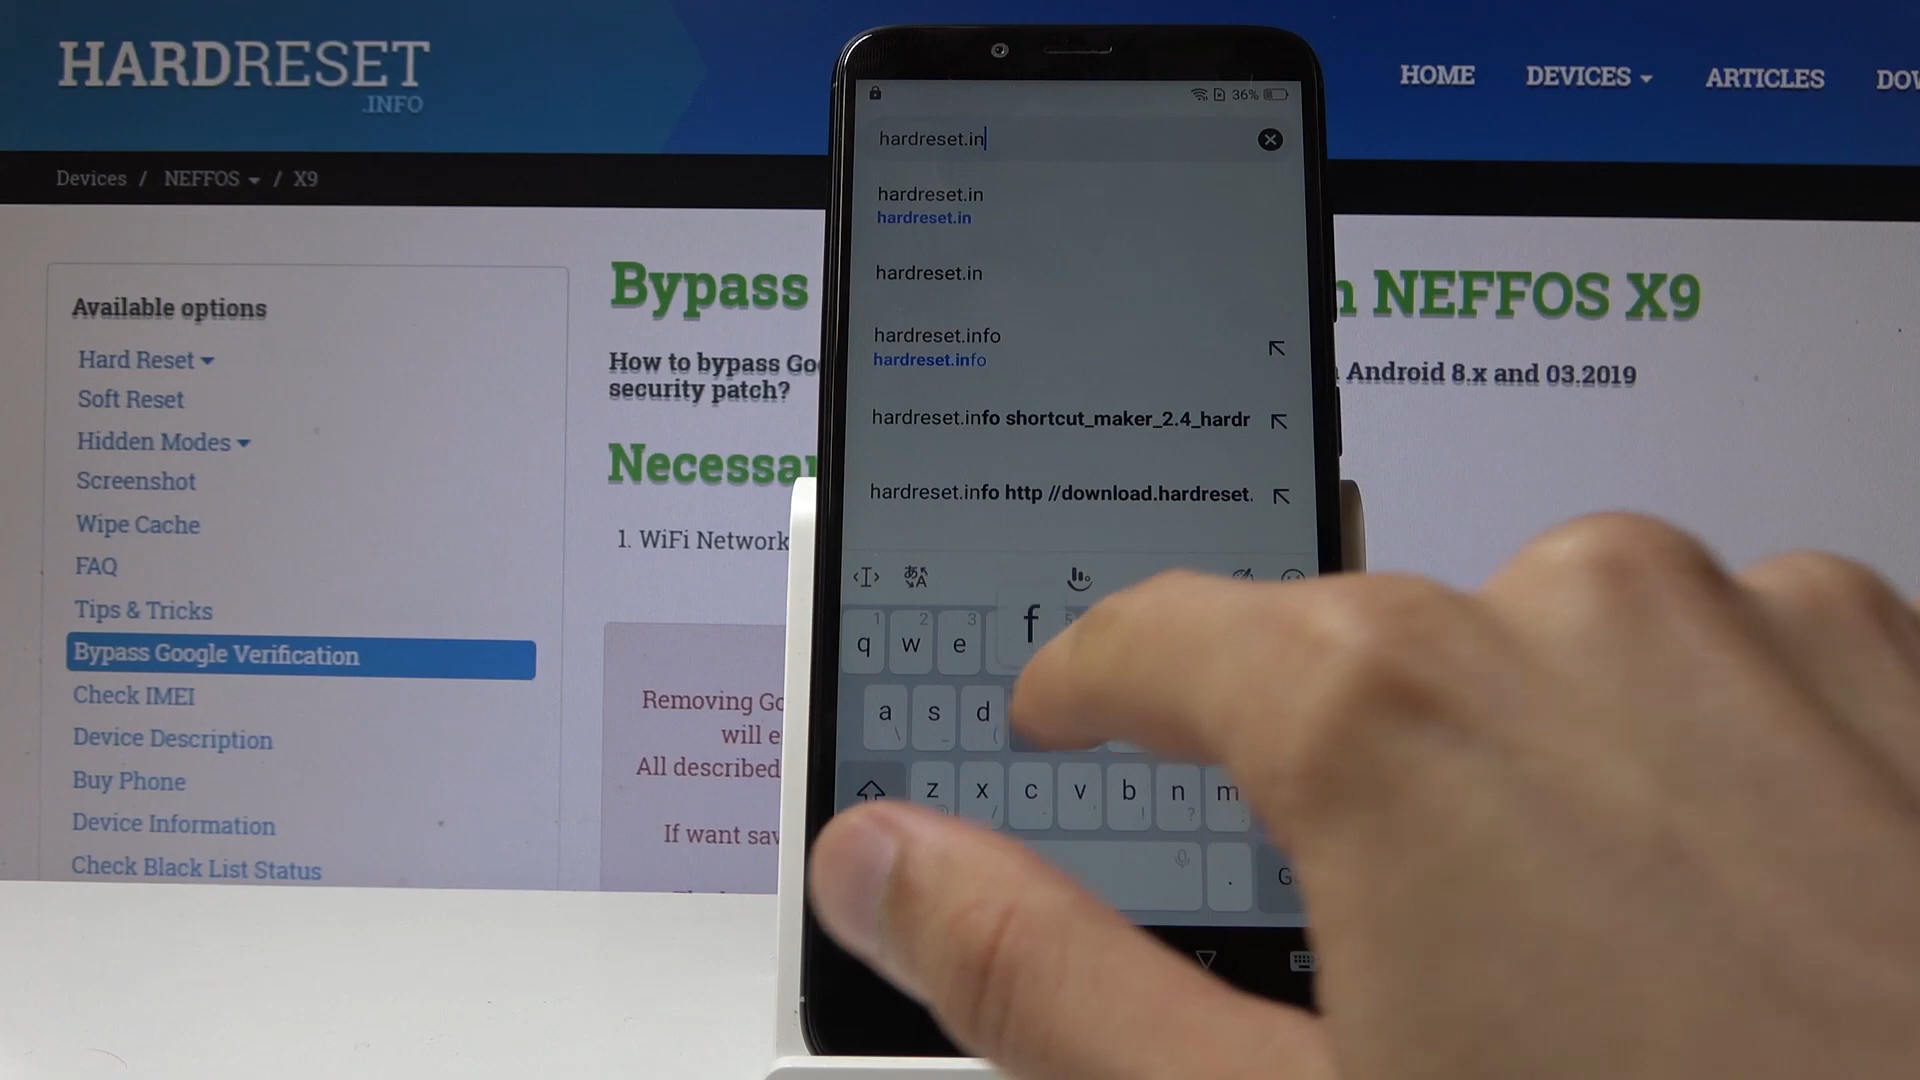 HARDRESET
.INFO
HOME DEVICES ARTICLES
Devices / NEFFOS / X9
Available options
Hard Reset
Soft Reset
Hidden Modes
Screenshot
Wipe Cache
FAQ
Tips & Tricks
Bypass Google Verification
Check IMEI
Device Description
Buy Phone
Device Information
Check Black List Status
Bypass
NEFFOS X9
How to bypass
Android 8.x and 03.2019
security patch?
1. WiFi Network
Removing
will
All described
If want
36%
hardreset.in
hardreset.in
hardreset.in
hardreset.in
hardreset.info
hardreset.info
hardreset.info shortcut_maker_2.4_hardr
hardreset.info http //download.hardreset.
q 1 w 2 e 3 f 5
a \ s _ d (
z x / c v b ! n ? m
.